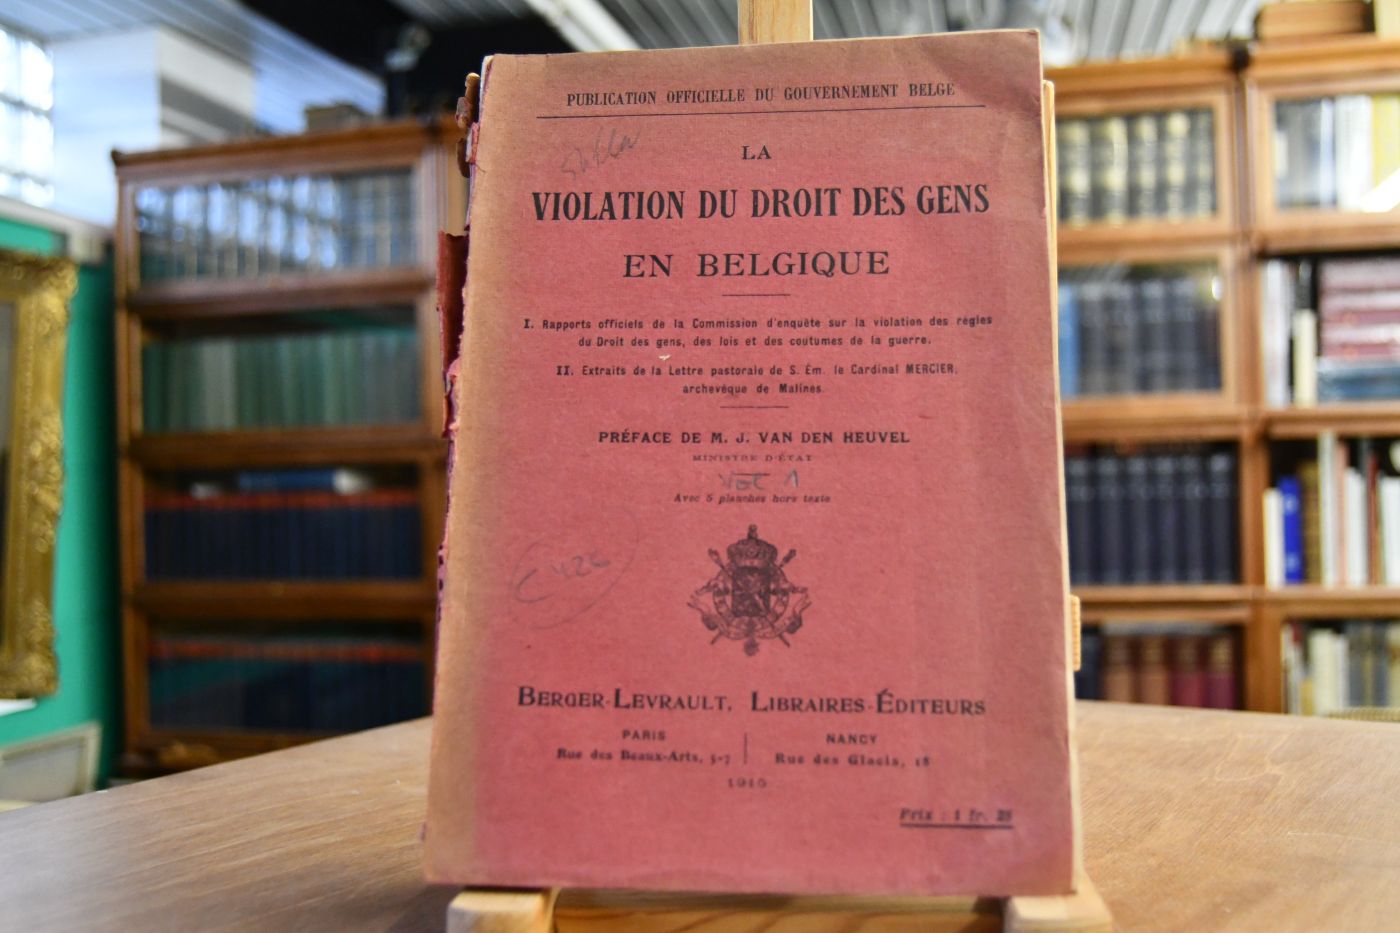 PUBLICATION OFFICIELLE DU GOUVERNEMENT BELGE
LA
VIOLATION DU DROIT DES GENS
EN BELGIQUE
I. Rapports officiels de la Commission d'enquête sur la violation des règles
du Droit des gens, des lois et des coutumes de la guerre.
II. Extraits de la Lettre pastorale de S. Ém. le Cardinal MERCIER,
archevêque de Malines.
PRÉFACE DE M. J. VAN DEN HEUVEL
MINISTRE D'ÉTAT
Avec 5 planches hors texte
BERGER-LEVRAULT, LIBRAIRES-ÉDITEURS
PARIS
Rue des Beaux-Arts, 5-7
NANCY
Rue des Glacis, 18
1915
Prix : 1 fr. 25